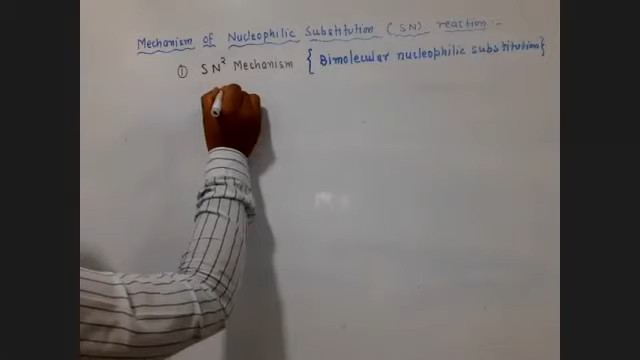 Mechanism of Nucleophilic Substitution (SN) reaction :-
① SN² Mechanism { Bimolecular nucleophilic substitution }